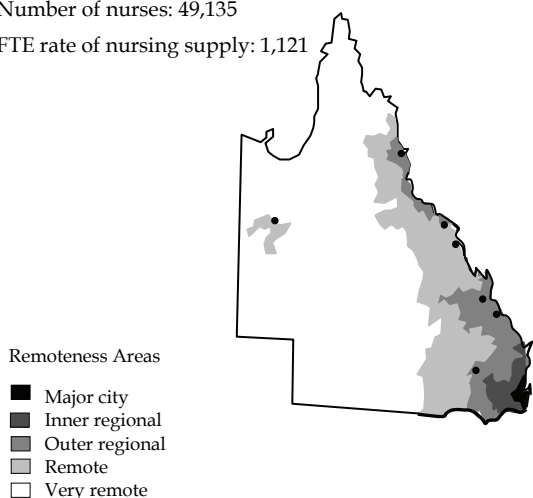 Number of nurses: 49,135
FTE rate of nursing supply: 1,121
Remoteness Areas
Major city
Inner regional
Outer regional
Remote
Very remote